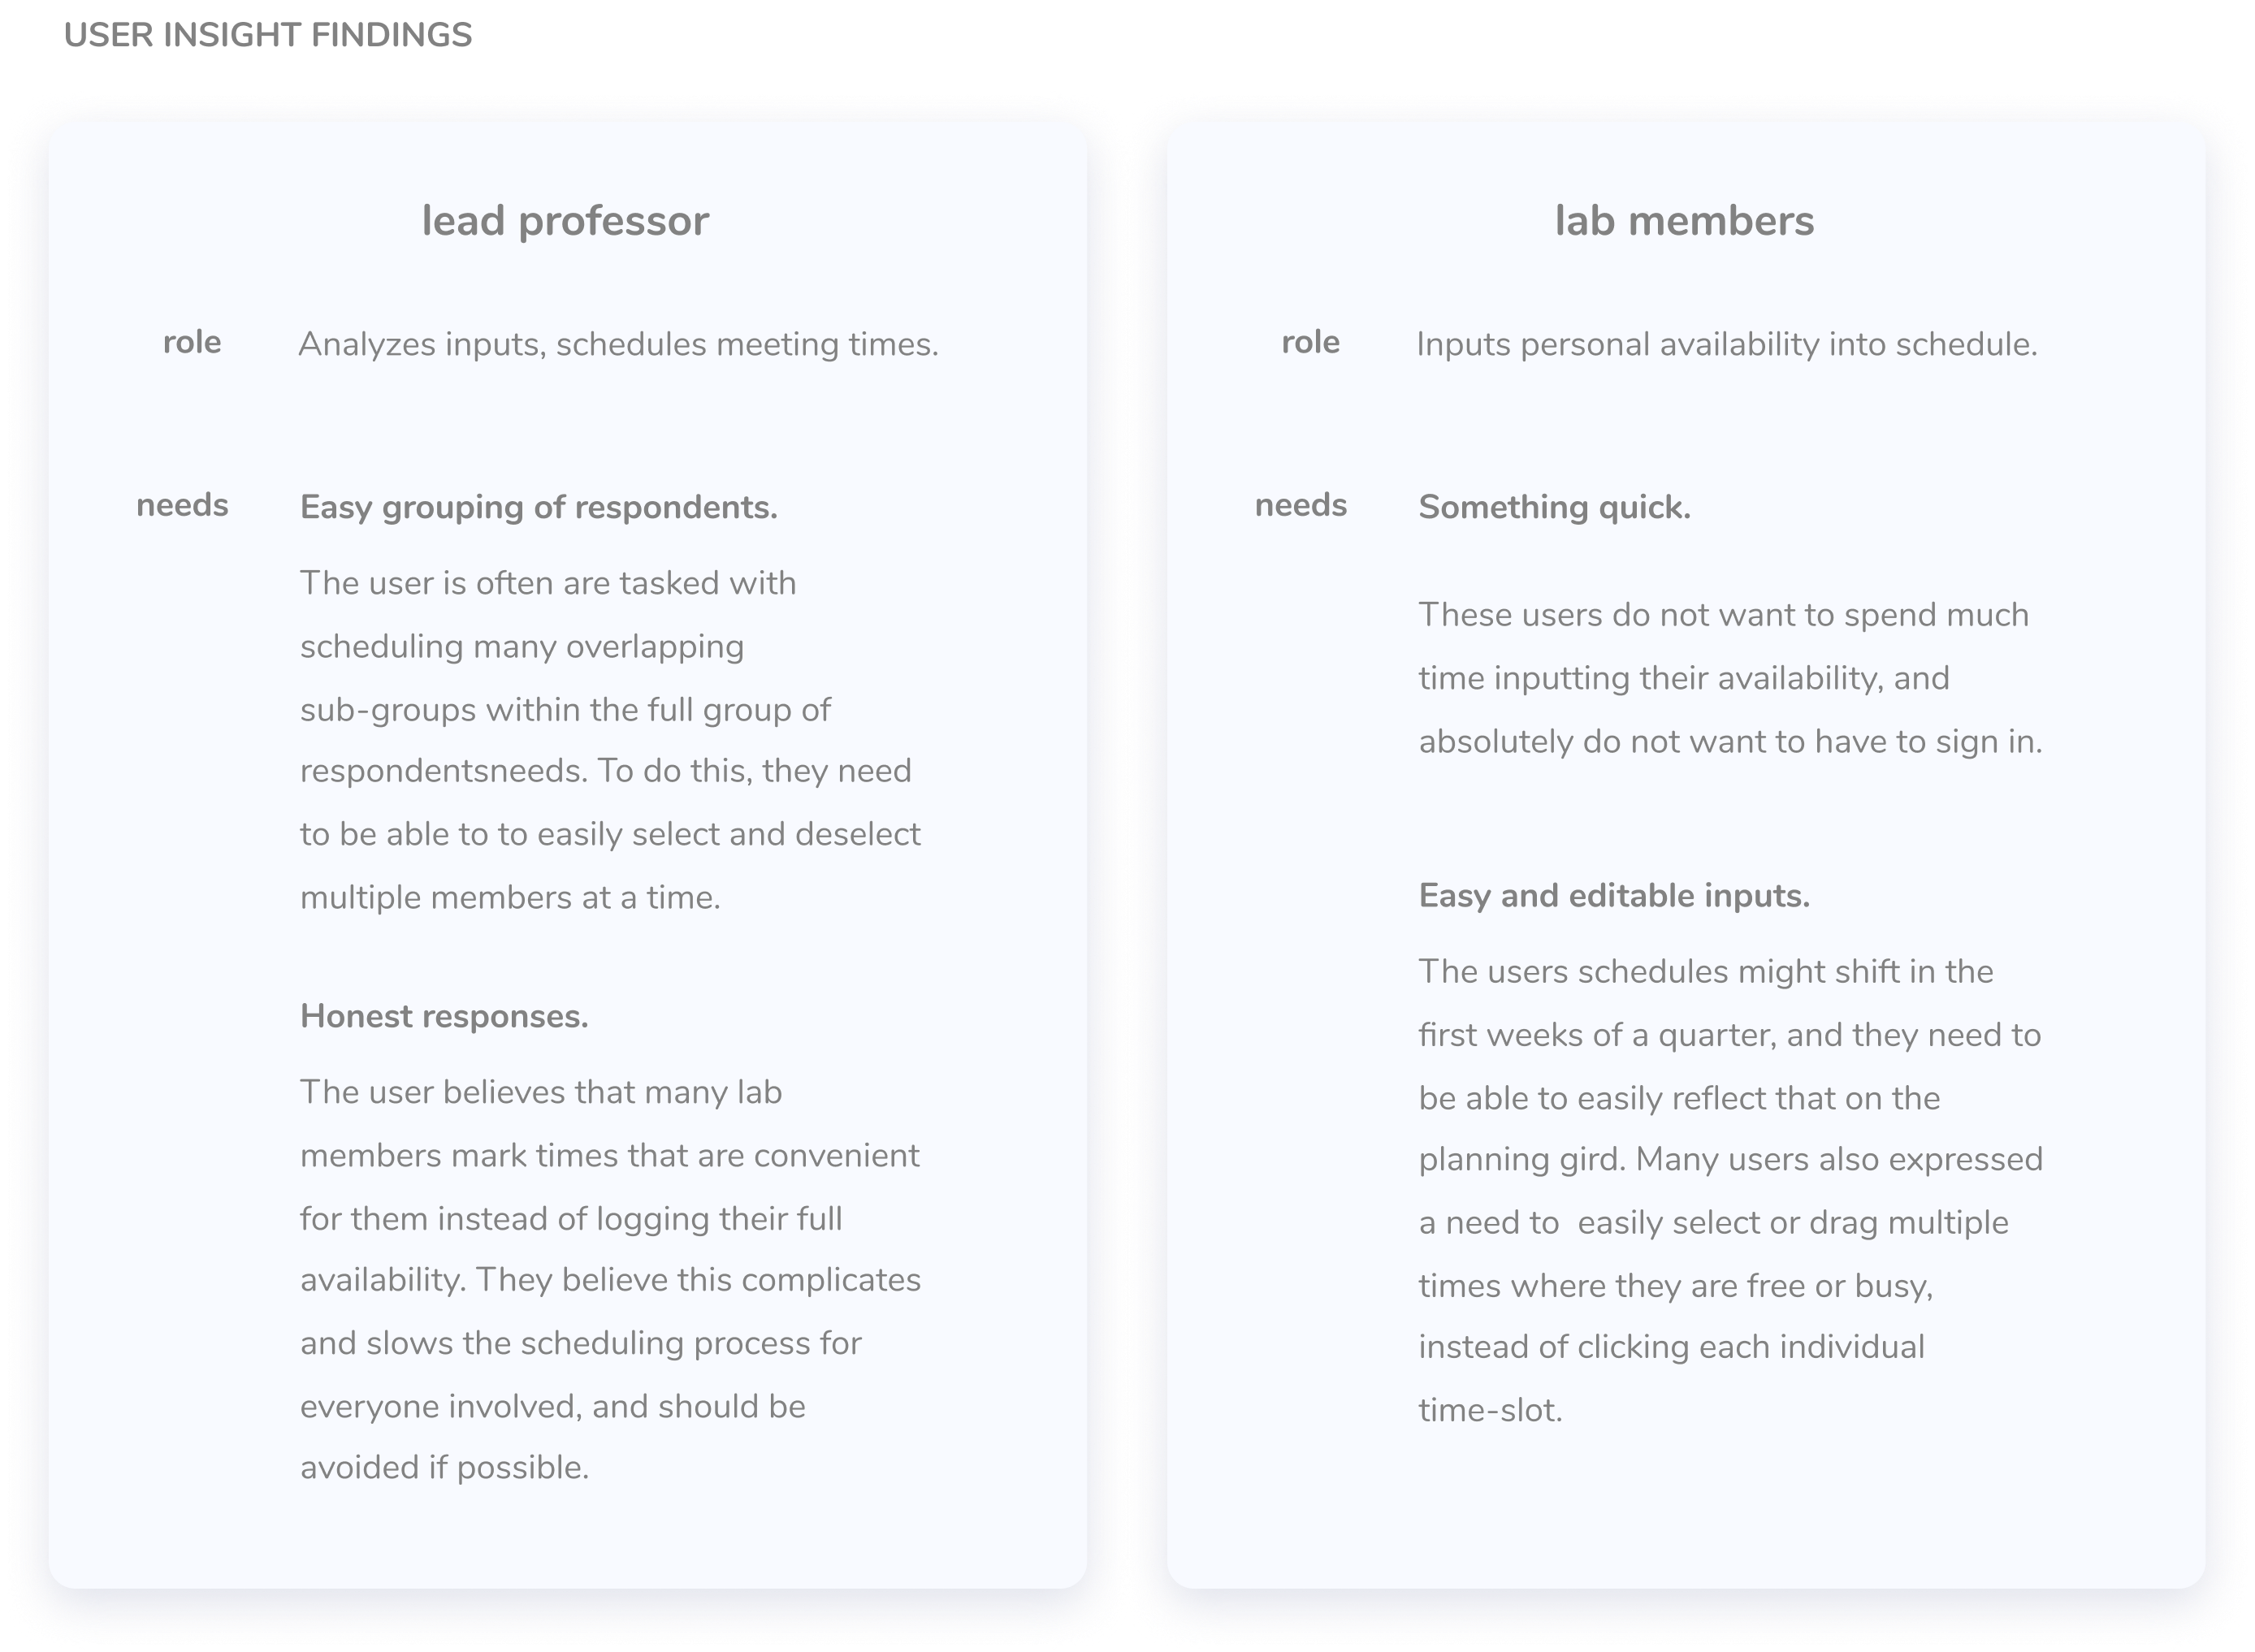 USER INSIGHT FINDINGS
lead professor
role
Analyzes inputs, schedules meeting times.
needs
Easy grouping of respondents.
The user is often are tasked with
scheduling many overlapping
sub-groups within the full group of
respondentsneeds. To do this, they need
to be able to to easily select and deselect
multiple members at a time.
Honest responses.
The user believes that many lab
members mark times that are convenient
for them instead of logging their full
availability. They believe this complicates
and slows the scheduling process for
everyone involved, and should be
avoided if possible.
lab members
role
Inputs personal availability into schedule.
needs
Something quick.
These users do not want to spend much
time inputting their availability, and
absolutely do not want to have to sign in.
Easy and editable inputs.
The users schedules might shift in the
first weeks of a quarter, and they need to
be able to easily reflect that on the
planning gird. Many users also expressed
a need to  easily select or drag multiple
times where they are free or busy,
instead of clicking each individual
time-slot.